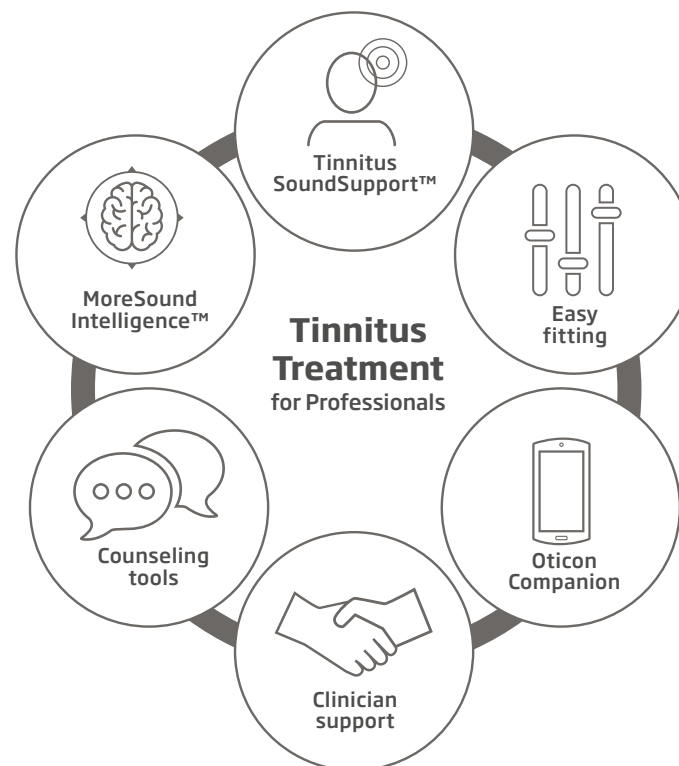 Tinnitus
SoundSupport™
MoreSound
Intelligence™
Easy
fitting
Tinnitus
Treatment
for Professionals
Counseling
tools
Oticon
Companion
Clinician
support